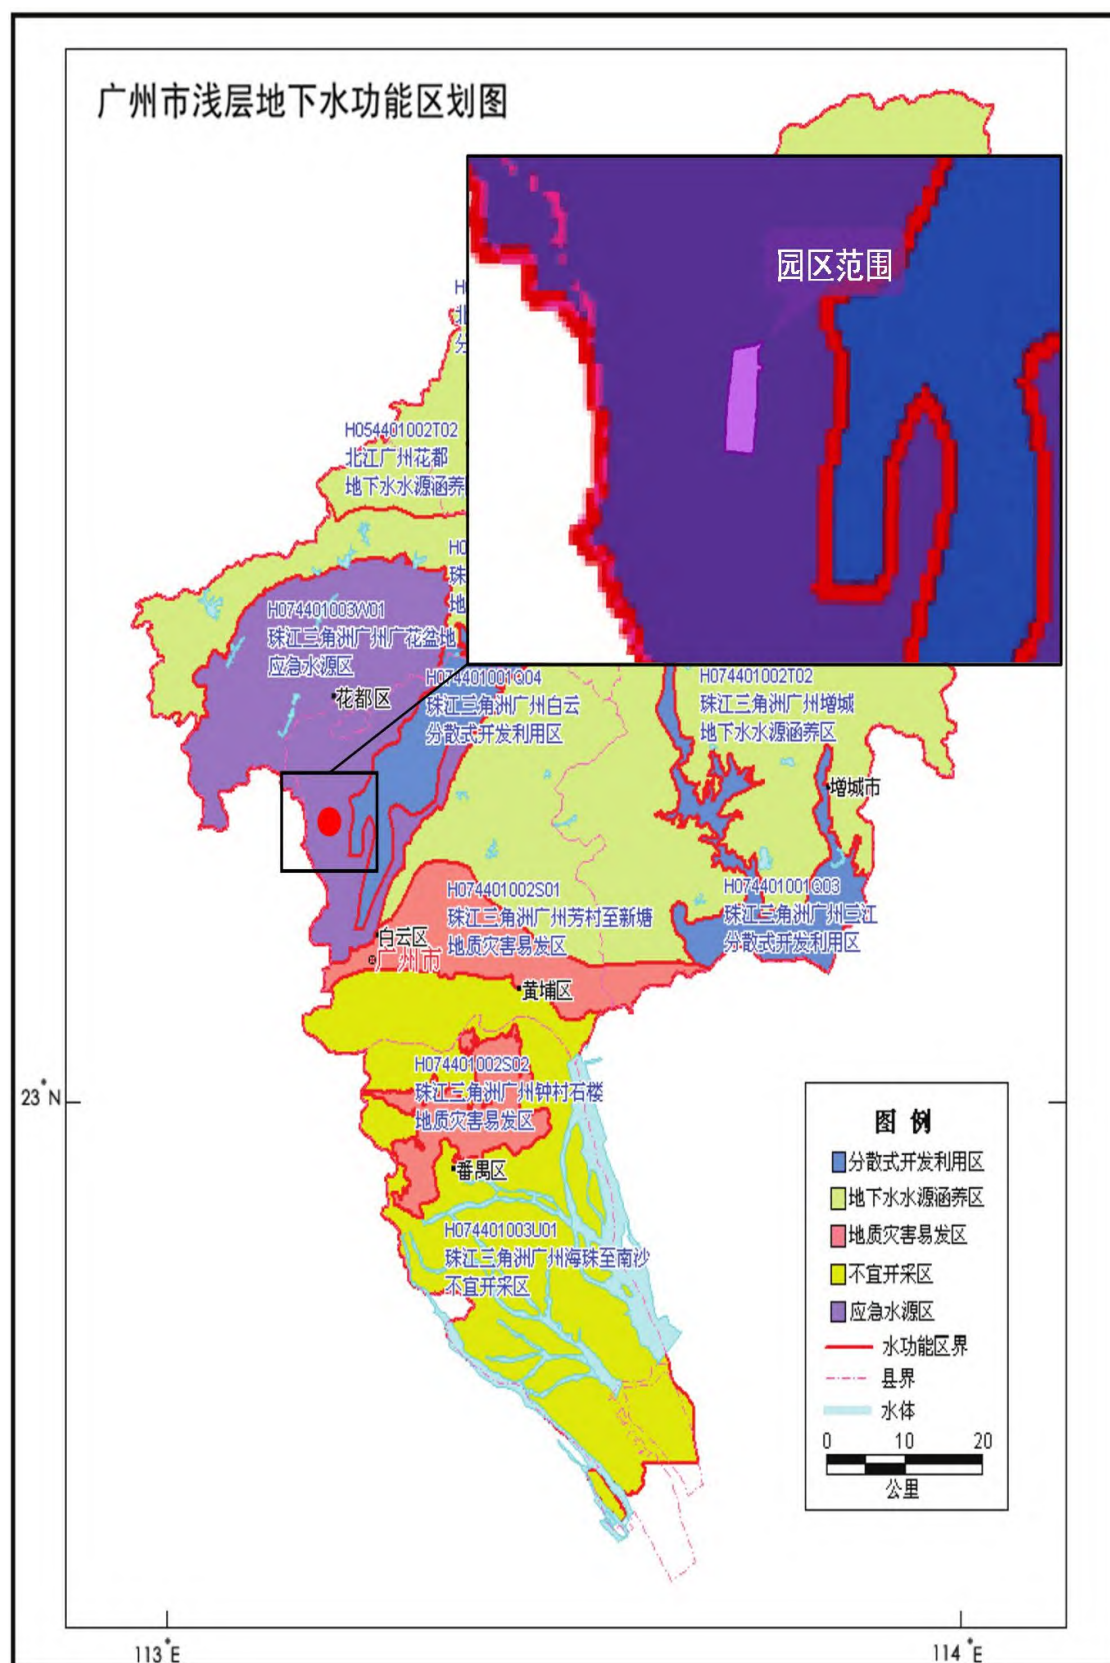 广州市浅层地下水功能区划图
园区范围
H
北
分
H054401002T02
北江广州花都
地下水水源涵养
H0
珠
地
H074401003W01
珠江三角洲广州广花盆地
应急水源区
花都区
H074401001Q04
珠江三角洲广州白云
分散式开发利用区
H074401002T02
珠江三角洲广州增城
地下水水源涵养区
增城市
H074401002S01
珠江三角洲广州芳村至新塘
地质灾害易发区
H074401001Q03
珠江三角洲广州三江
分散式开发利用区
白云区
广州市
黄埔区
H074401002S02
珠江三角洲广州钟村石楼
地质灾害易发区
番禺区
H074401003U01
珠江三角洲广州海珠至南沙
不宜开采区
23°N
图 例
分散式开发利用区
地下水水源涵养区
地质灾害易发区
不宜开采区
应急水源区
水功能区界
县界
水体
0 10 20
公里
113°E
114°E